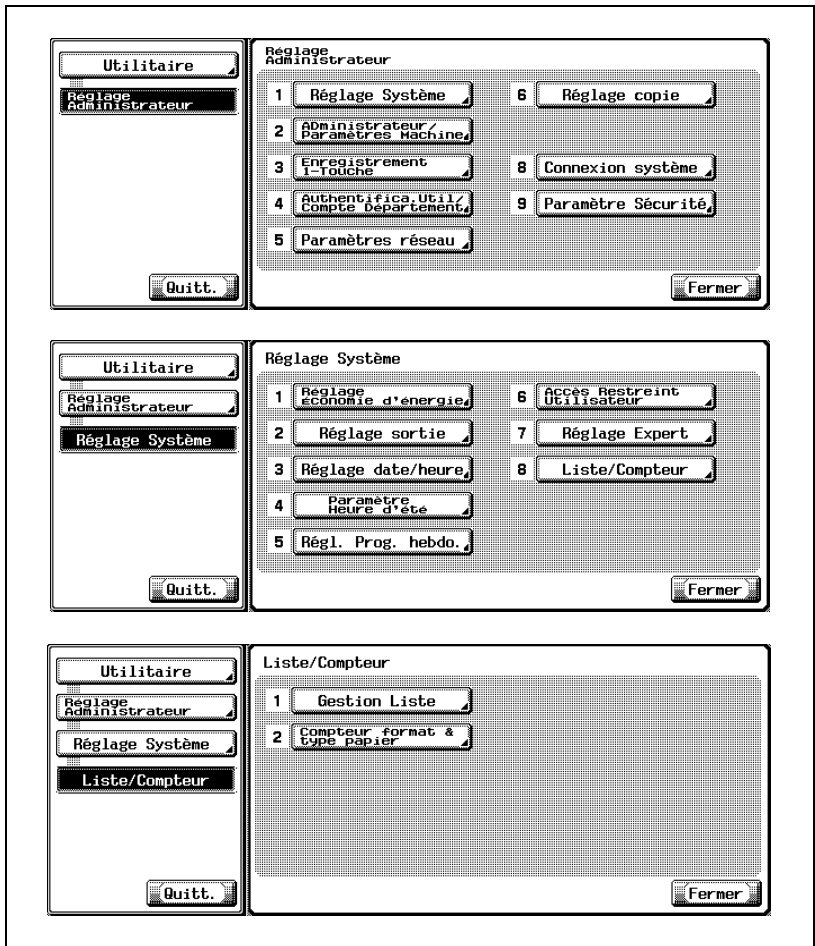 Utilitaire
Réglage
Administrateur
Quitt.
Réglage
Administrateur
1 Réglage Système
2 ADministrateur/
Paramètres Machine
3 Enregistrement
1-Touche
4 Authentifica.Util/
Compte Département
5 Paramètres réseau
6 Réglage copie
8 Connexion système
9 Paramètre Sécurité
Fermer
Utilitaire
Réglage
Administrateur
Réglage Système
Quitt.
Réglage Système
1 Réglage
économie d'énergie
2 Réglage sortie
3 Réglage date/heure
4 Paramètre
Heure d'été
5 Régl. Prog. hebdo.
6 Accès Restreint
Utilisateur
7 Réglage Expert
8 Liste/Compteur
Fermer
Utilitaire
Réglage
Administrateur
Réglage Système
Liste/Compteur
Quitt.
Liste/Compteur
1 Gestion Liste
2 Compteur format &
type papier
Fermer